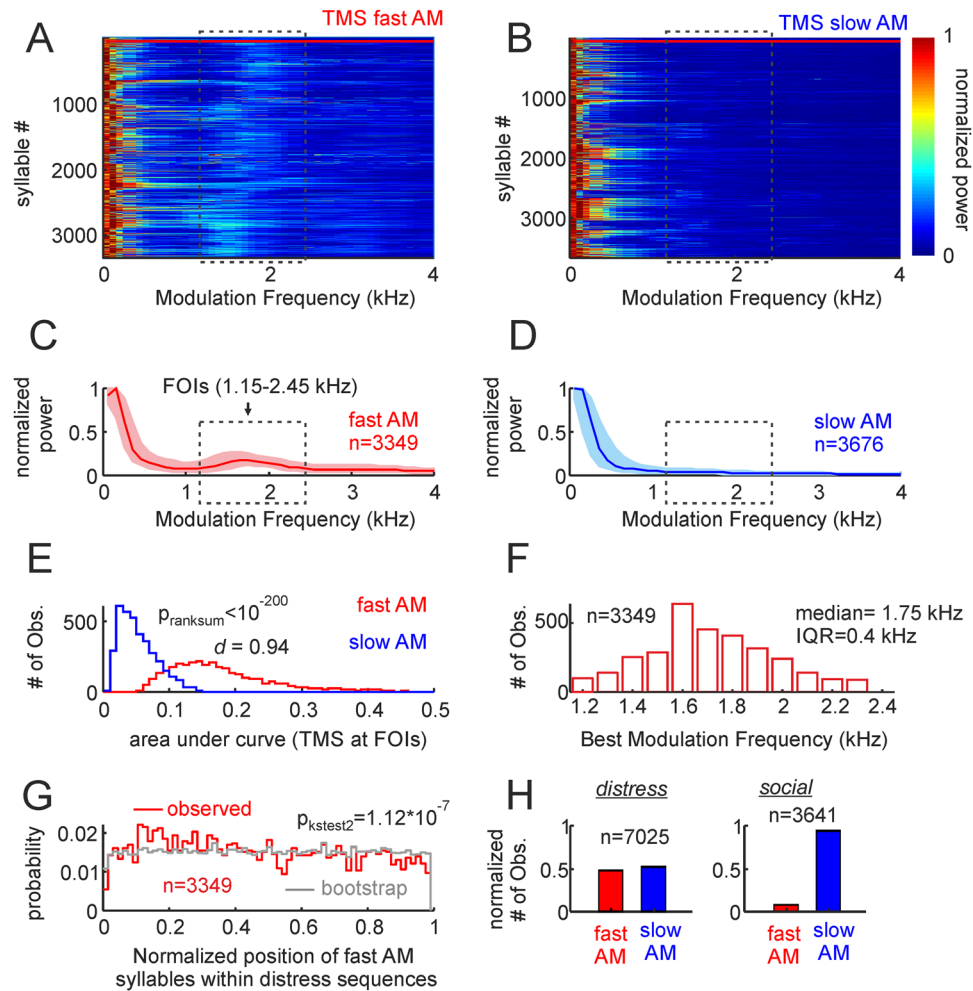 A
TMS fast AM
syllable #
1000
2000
3000
0
2
4
Modulation Frequency (kHz)
B
TMS slow AM
syllable #
1000
2000
3000
0
2
4
Modulation Frequency (kHz)
1
0
normalized
power
C
normalized
power
1
0.5
0
FOIs (1.15-2.45 kHz)
fast AM
n=3349
0
1
2
3
4
Modulation Frequency (kHz)
D
normalized
power
1
0.5
0
slow AM
n=3676
0
1
2
3
4
Modulation Frequency (kHz)
E
# of Obs.
500
0
pranksum<10-200
d = 0.94
fast AM
slow AM
0
0.1
0.2
0.3
0.4
0.5
area under curve (TMS at FOIs)
F
# of Obs.
500
0
n=3349
median= 1.75 kHz
IQR=0.4 kHz
1.2
1.4
1.6
1.8
2
2.2
2.4
Best Modulation Frequency (kHz)
G
probability
0.02
0.01
0
observed
pkstest2=1.12*10-7
n=3349
bootstrap
0
0.2
0.4
0.6
0.8
1
Normalized position of fast AM
syllables within distress sequences
H
normalized
# of Obs.
distress
n=7025
1
0.5
0
fast
AM
slow
AM
social
n=3641
1
0.5
0
fast
AM
slow
AM